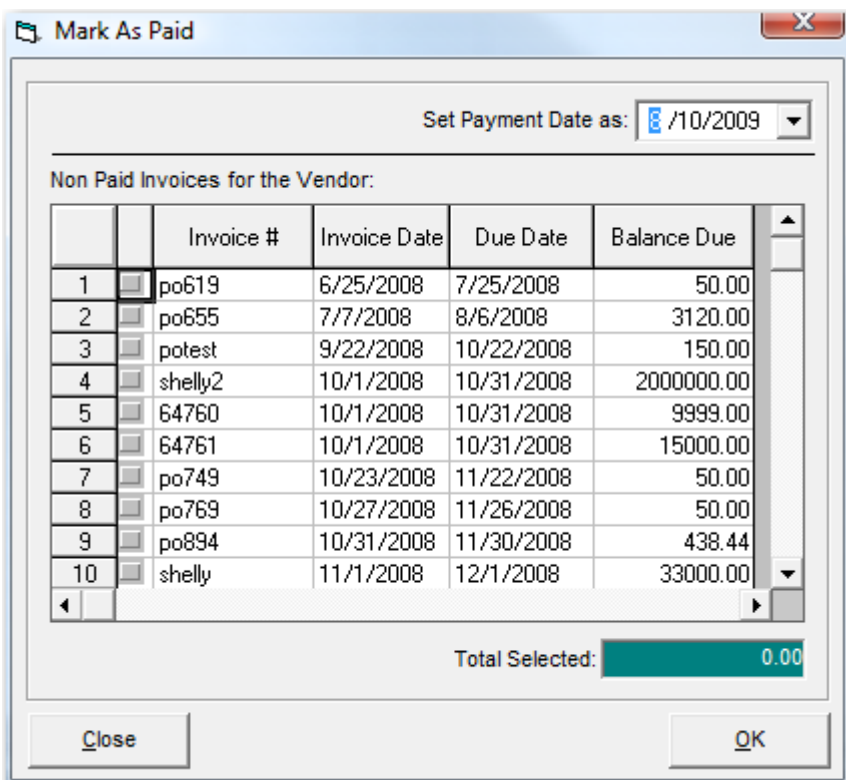 Mark As Paid
Set Payment Date as: 8 /10/2009
Non Paid Invoices for the Vendor:
Invoice # Invoice Date Due Date Balance Due
1 po619 6/25/2008 7/25/2008 50.00
2 po655 7/7/2008 8/6/2008 3120.00
3 potest 9/22/2008 10/22/2008 150.00
4 shelly2 10/1/2008 10/31/2008 2000000.00
5 64760 10/1/2008 10/31/2008 9999.00
6 64761 10/1/2008 10/31/2008 15000.00
7 po749 10/23/2008 11/22/2008 50.00
8 po769 10/27/2008 11/26/2008 50.00
9 po894 10/31/2008 11/30/2008 438.44
10 shelly 11/1/2008 12/1/2008 33000.00
Total Selected: 0.00
Close OK